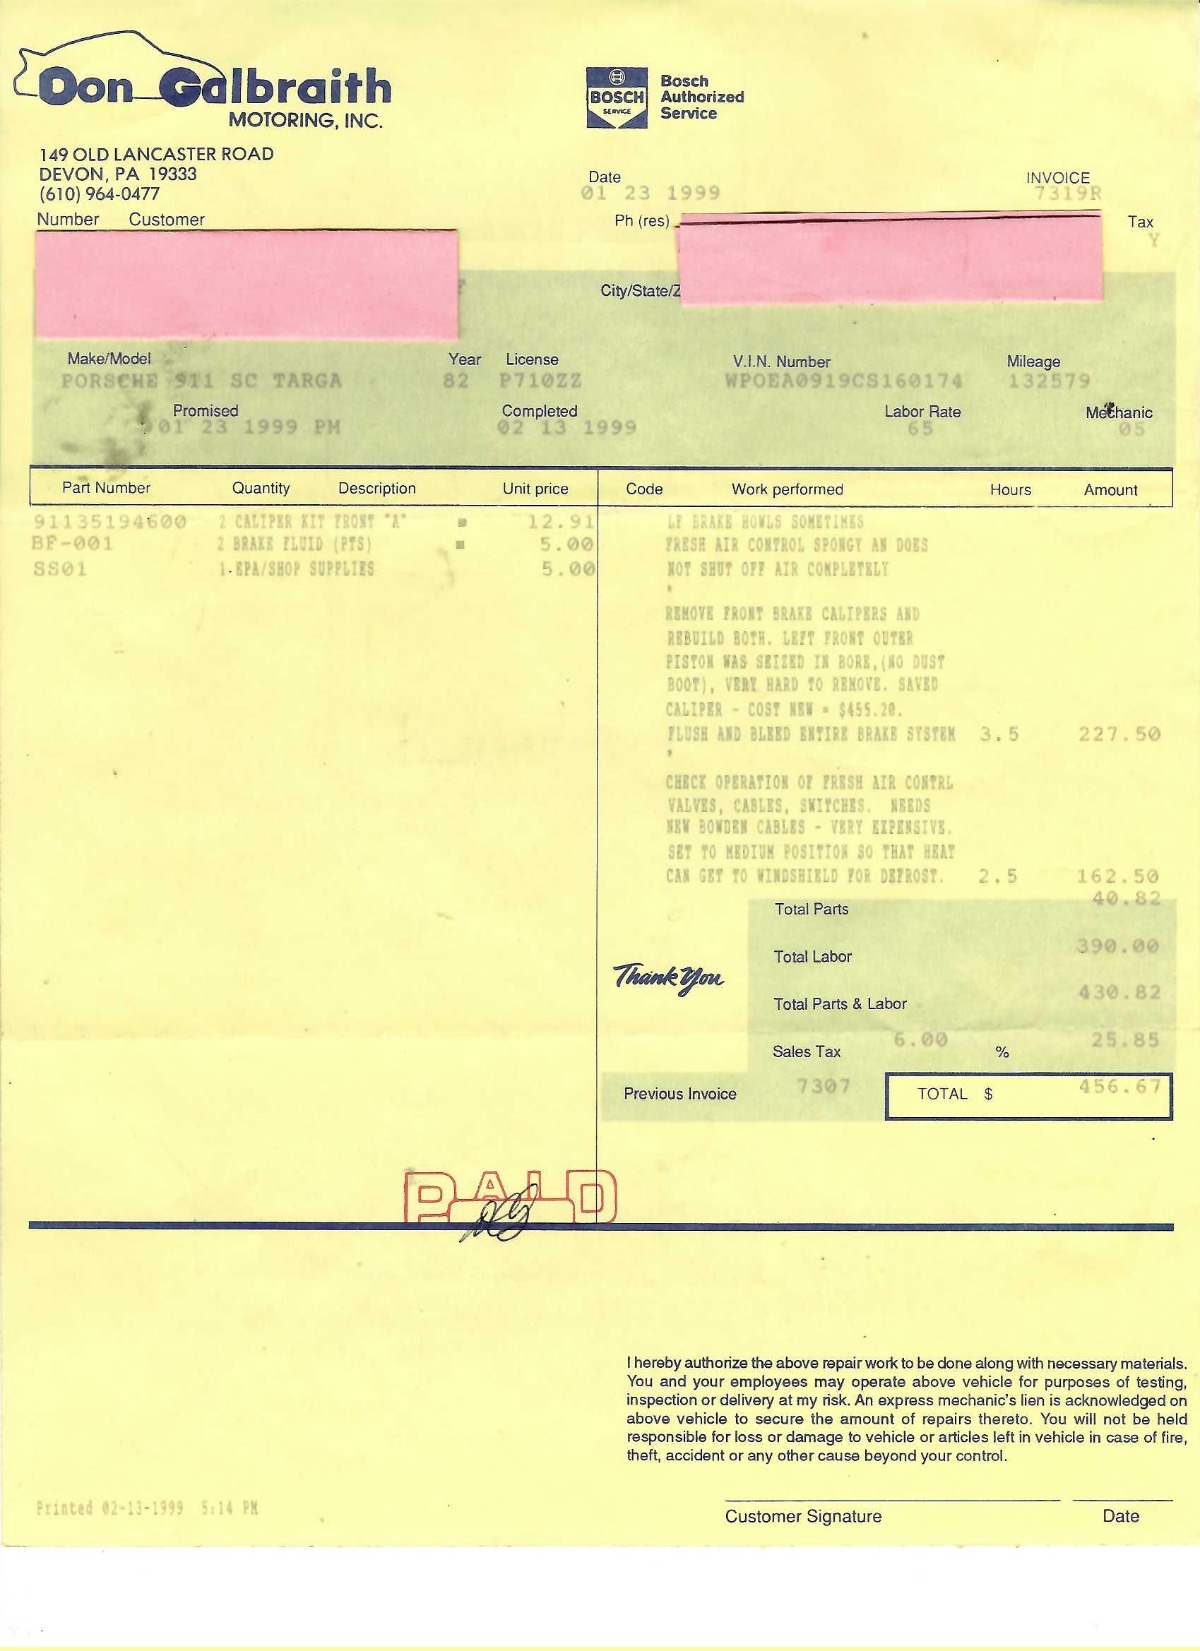 Don Galbraith
MOTORING, INC.
BOSCH
SERVICE
Bosch
Authorized
Service
149 OLD LANCASTER ROAD
DEVON, PA 19333
(610) 964-0477
Date
01 23 1999
INVOICE
7319R
Number Customer
Ph (res)
Tax
Y
City/State/Z
Make/Model Year License V.I.N. Number Mileage
PORSCHE 911 SC TARGA 82 P710ZZ WPOEA0919CS160174 132579
Promised Completed Labor Rate Mechanic
01 23 1999 PM 02 13 1999 65 05
Part Number Quantity Description Unit price Code Work performed Hours Amount
91135194600 2 CALIPER KIT FRONT "A" 12.91
BF-001 2 BRAKE FLUID (PTS) 5.00
SS01 1 EPA/SHOP SUPPLIES 5.00
LF BRAKE HOWLS SOMETIMES
FRESH AIR CONTROL SPONGY AN DOES
NOT SHUT OFF AIR COMPLETELY
*
REMOVE FRONT BRAKE CALIPERS AND
REBUILD BOTH. LEFT FRONT OUTER
PISTON WAS SEIZED IN BORE,(NO DUST
BOOT), VERY HARD TO REMOVE. SAVED
CALIPER - COST NEW = $455.20.
FLUSH AND BLEED ENTIRE BRAKE SYSTEM 3.5 227.50
*
CHECK OPERATION OF FRESH AIR CONTRL
VALVES, CABLES, SWITCHES. NEEDS
NEW BOWDEN CABLES - VERY EXPENSIVE.
SET TO MEDIUM POSITION SO THAT HEAT
CAN GET TO WINDSHIELD FOR DEFROST. 2.5 162.50
Total Parts 40.82
Total Labor 390.00
Thank You
Total Parts & Labor 430.82
Sales Tax 6.00 % 25.85
Previous Invoice 7307 TOTAL $ 456.67
PAID
I hereby authorize the above repair work to be done along with necessary materials.
You and your employees may operate above vehicle for purposes of testing,
inspection or delivery at my risk. An express mechanic's lien is acknowledged on
above vehicle to secure the amount of repairs thereto. You will not be held
responsible for loss or damage to vehicle or articles left in vehicle in case of fire,
theft, accident or any other cause beyond your control.
Printed 02-13-1999 5:14 PM
Customer Signature Date